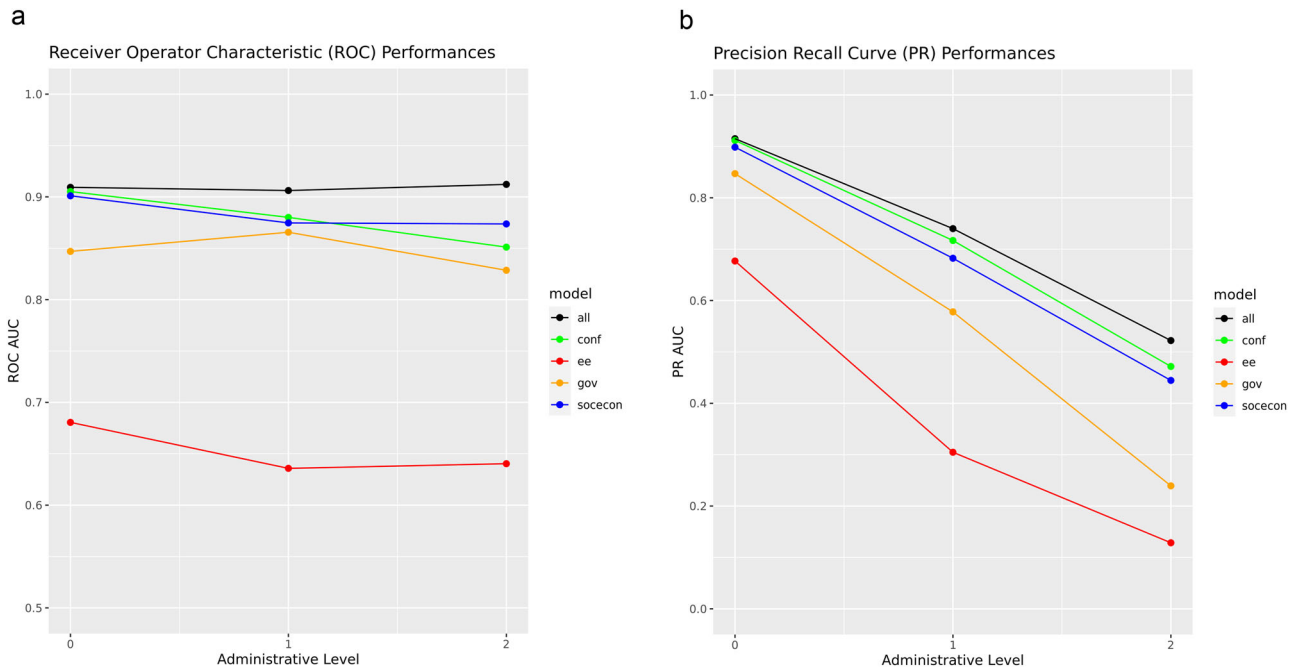 a
Receiver Operator Characteristic (ROC) Performances
1.0
0.9
0.8
0.7
0.6
0.5
ROC AUC
0
1
2
Administrative Level
model
all
conf
ee
gov
socecon
b
Precision Recall Curve (PR) Performances
1.0
0.8
0.6
0.4
0.2
0.0
PR AUC
0
1
2
Administrative Level
model
all
conf
ee
gov
socecon